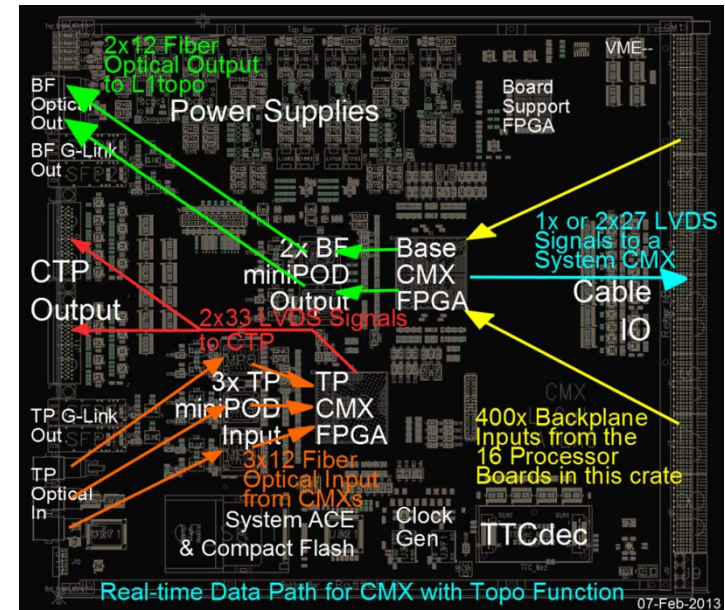 2x12 Fiber
Optical Output
to L1topo
VME--
BF
Optical
Out
Power Supplies
Board
Support
FPGA
BF G-Link
Out
1x or 2x27 LVDS
Signals to a
System CMX
2x BF
miniPOD
Output
Base
CMX
FPGA
CTP
Output
Cable
IO
2x33 LVDS Signals
to CTP
3x TP
miniPOD
Input
TP
CMX
FPGA
TP G-Link
Out
400x Backplane
Inputs from the
16 Processor
Boards in this crate
3x12 Fiber
Optical Input
from CMXs
TP
Optical
In
System ACE
& Compact Flash
Clock
Gen
TTCdec
CMX
Real-time Data Path for CMX with Topo Function
07-Feb-2013